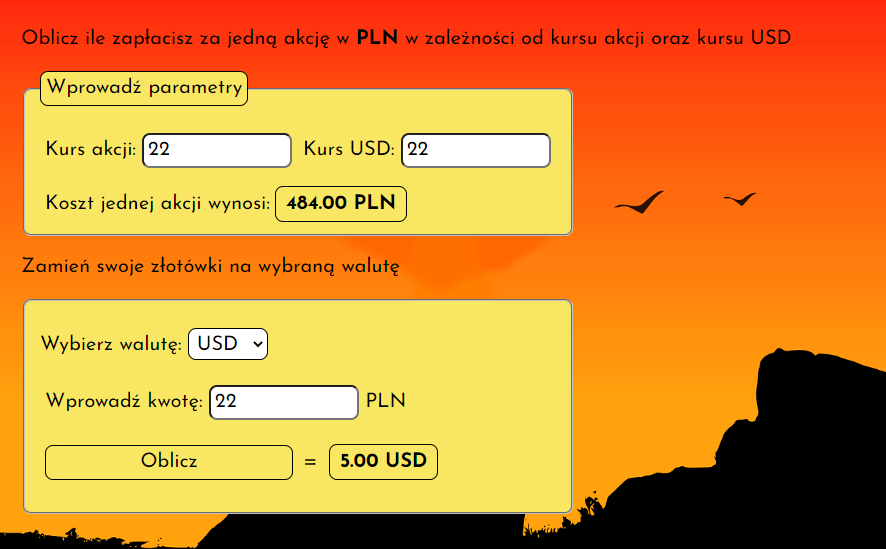 Oblicz ile zapłacisz za jedną akcję w PLN w zależności od kursu akcji oraz kursu USD
Wprowadź parametry
Kurs akcji: 22 Kurs USD: 22
Koszt jednej akcji wynosi: 484.00 PLN
Zamień swoje złotówki na wybraną walutę
Wybierz walutę: USD
Wprowadź kwotę: 22 PLN
Oblicz = 5.00 USD